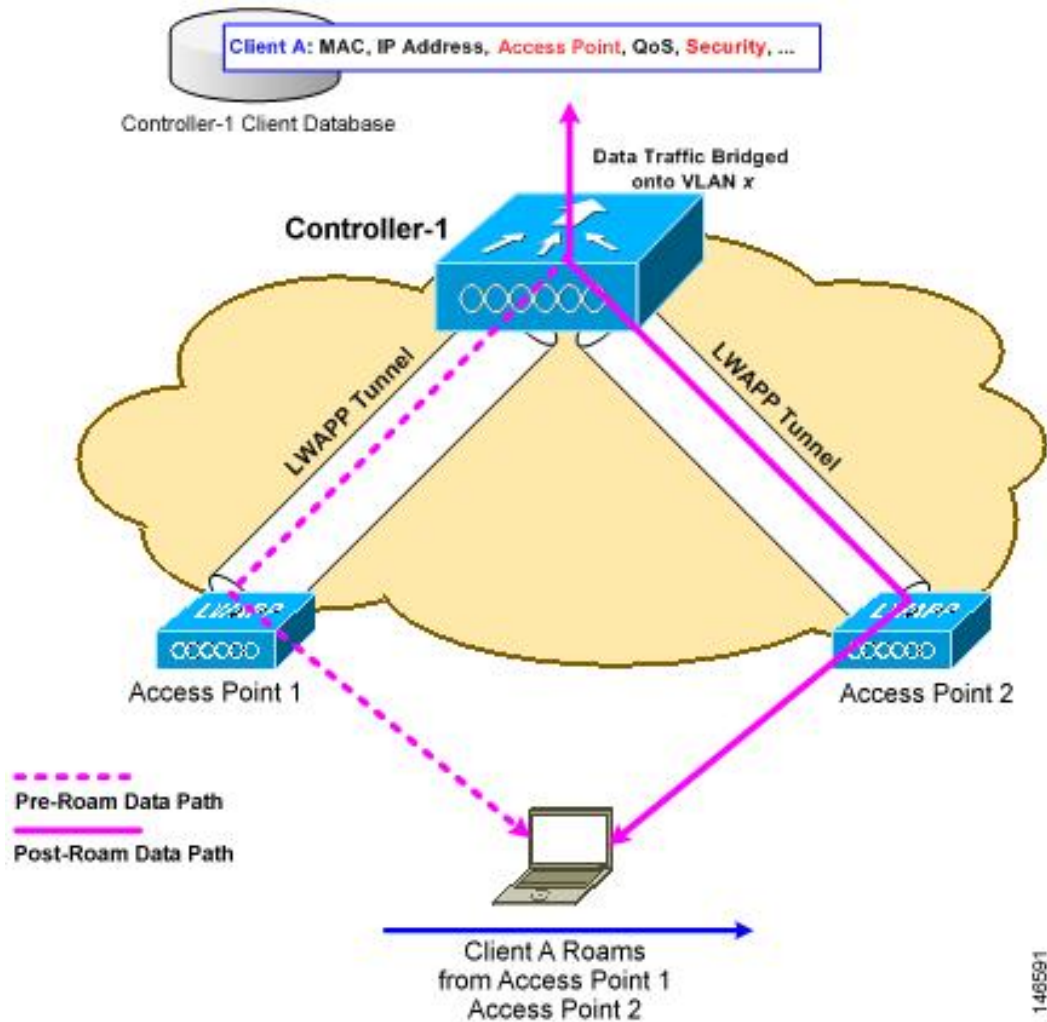 Client A: MAC, IP Address, Access Point, QoS, Security, ...
Controller-1 Client Database
Data Traffic Bridged
onto VLAN x
Controller-1
LWAPP Tunnel
LWAPP Tunnel
LWAPP
LWAPP
Access Point 1
Access Point 2
Pre-Roam Data Path
Post-Roam Data Path
Client A Roams
from Access Point 1
Access Point 2
146591